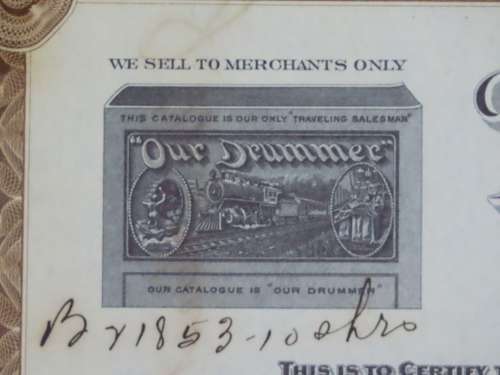 WE SELL TO MERCHANTS ONLY
THIS CATALOGUE IS OUR ONLY "TRAVELING SALESMAN"
"Our Drummer"
OUR CATALOGUE IS "OUR DRUMMER"
1853-10 shrs
THIS IS TO CERTIFY